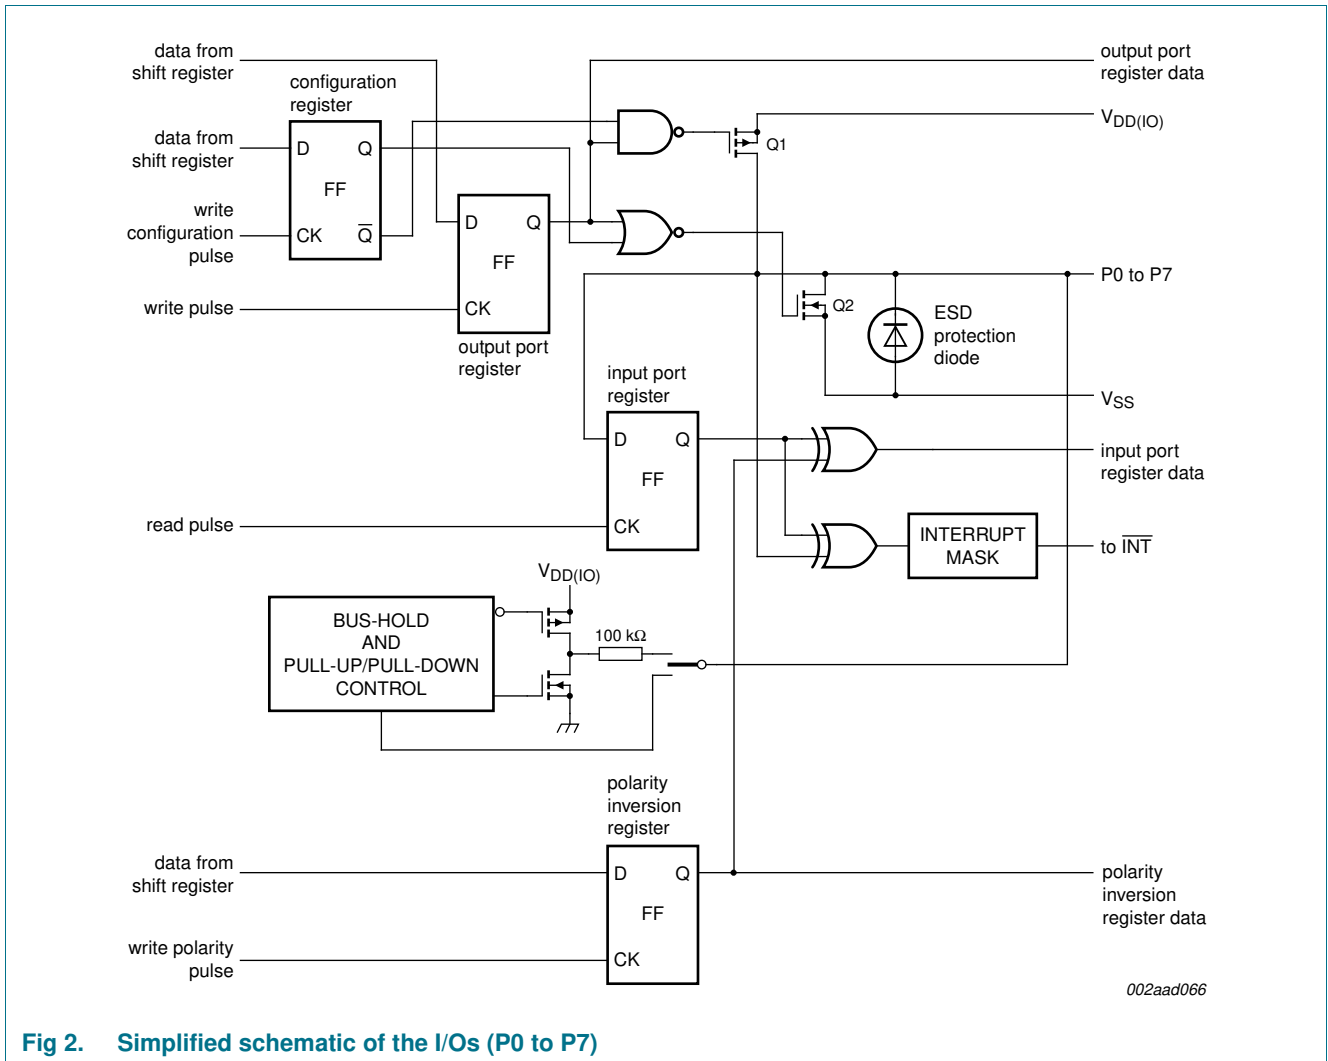 data from
shift register
configuration
register
data from
shift register
D
Q
FF
write
configuration
pulse
CK
Q̅
D
Q
FF
CK
write pulse
output port
register
output port
register data
VDD(IO)
Q1
P0 to P7
Q2
ESD
protection
diode
VSS
input port
register
D
Q
FF
CK
read pulse
input port
register data
INTERRUPT
MASK
to I̅N̅T̅
VDD(IO)
BUS-HOLD
AND
PULL-UP/PULL-DOWN
CONTROL
100 kΩ
polarity
inversion
register
data from
shift register
D
Q
FF
write polarity
pulse
CK
polarity
inversion
register data
002aad066
Fig 2. Simplified schematic of the I/Os (P0 to P7)